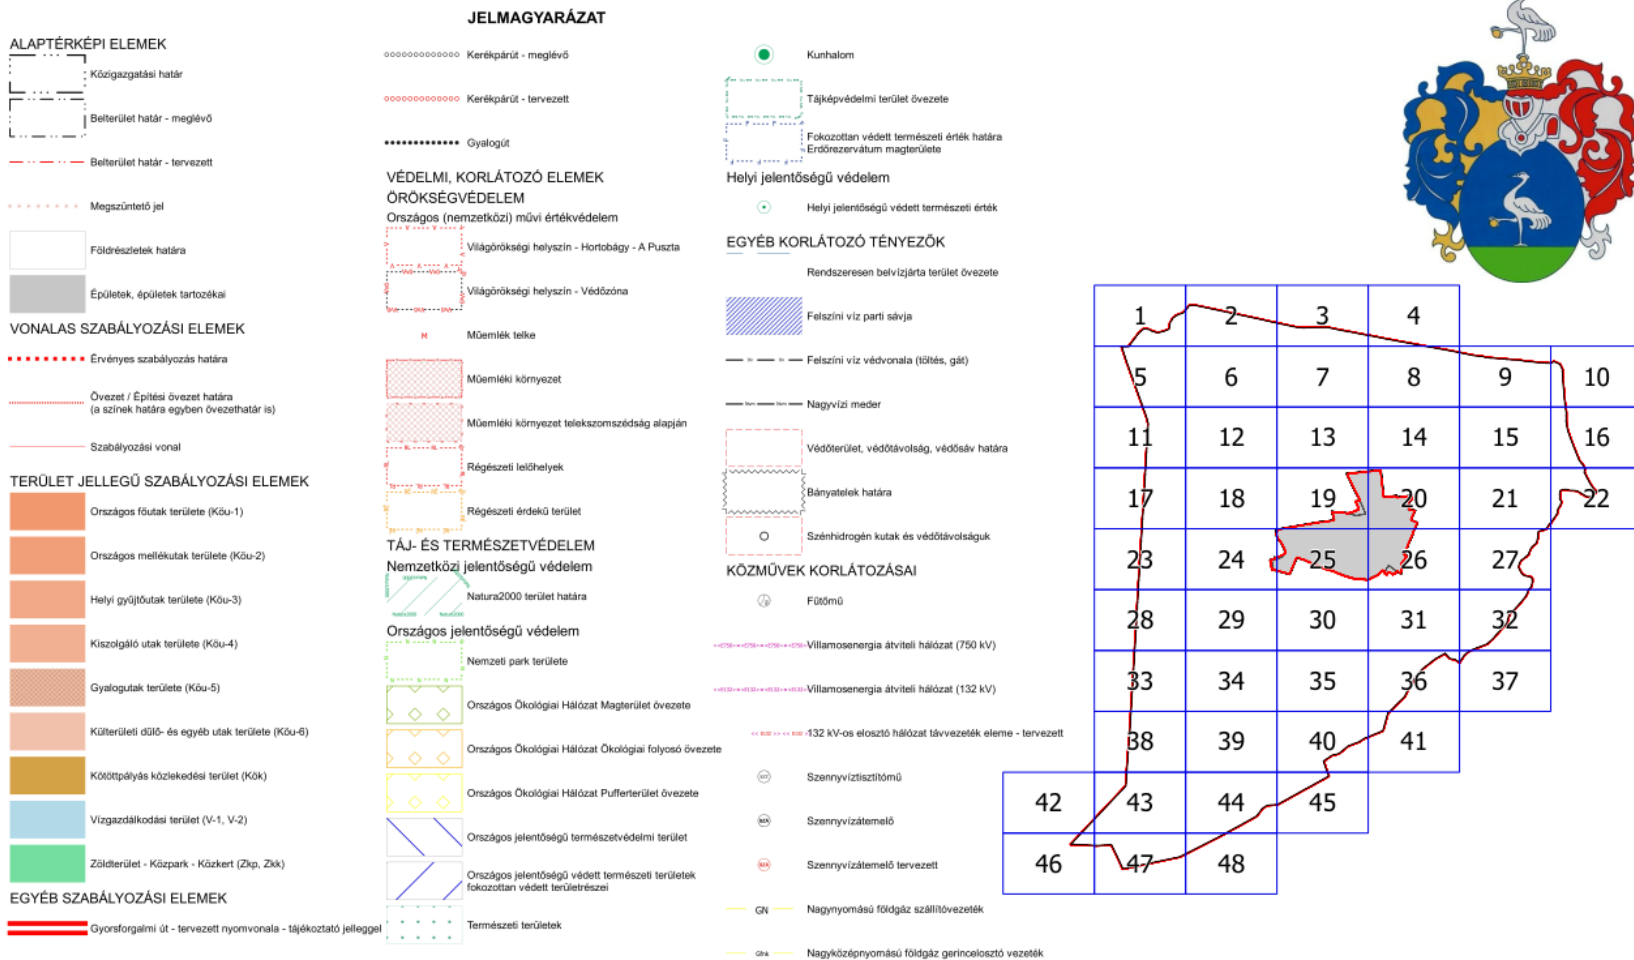 JELMAGYARÁZAT
ALAPTÉRKÉPI ELEMEK
Közigazgatási határ
Belterület határ - meglévő
Belterület határ - tervezett
Megszüntető jel
Földrészletek határa
Épületek, épületek tartozékai
VONALAS SZABÁLYOZÁSI ELEMEK
Érvényes szabályozás határa
Övezet / Építési övezet határa
(a színek határa egyben övezethatár is)
Szabályozási vonal
TERÜLET JELLEGŰ SZABÁLYOZÁSI ELEMEK
Országos főutak területe (Köu-1)
Országos mellékutak területe (Köu-2)
Helyi gyűjtőutak területe (Köu-3)
Kiszolgáló utak területe (Köu-4)
Gyalogutak területe (Köu-5)
Külterületi dűlő- és egyéb utak területe (Köu-6)
Kötöttpályás közlekedési terület (Kök)
Vízgazdálkodási terület (V-1, V-2)
Zöldterület - Közpark - Közkert (Zkp, Zkk)
EGYÉB SZABÁLYOZÁSI ELEMEK
Gyorsforgalmi út - tervezett nyomvonala - tájékoztató jelleggel
Kerékpárút - meglévő
Kerékpárút - tervezett
Gyalogút
VÉDELMI, KORLÁTOZÓ ELEMEK
ÖRÖKSÉGVÉDELEM
Országos (nemzetközi) művi értékvédelem
Világörökségi helyszín - Hortobágy - A Puszta
Világörökségi helyszín - Védőzóna
M Műemlék telke
Műemléki környezet
Műemléki környezet telekszomszédság alapján
Régészeti lelőhelyek
Régészeti érdekű terület
TÁJ- ÉS TERMÉSZETVÉDELEM
Nemzetközi jelentőségű védelem
Natura2000 terület határa
Országos jelentőségű védelem
Nemzeti park területe
Országos Ökológiai Hálózat Magterület övezete
Országos Ökológiai Hálózat Ökológiai folyosó övezete
Országos Ökológiai Hálózat Pufferterület övezete
Országos jelentőségű természetvédelmi terület
Országos jelentőségű védett természeti területek
fokozottan védett területrészei
Természeti területek
Kunhalom
Tájképvédelmi terület övezete
Fokozottan védett természeti érték határa
Erdőrezervátum magterülete
Helyi jelentőségű védelem
Helyi jelentőségű védett természeti érték
EGYÉB KORLÁTOZÓ TÉNYEZŐK
Rendszeresen belvízjárta terület övezete
Felszíni víz parti sávja
Felszíni víz védvonala (töltés, gát)
Nagyvízi meder
Védőterület, védőtávolság, védősáv határa
Bányatelek határa
Szénhidrogén kutak és védőtávolságuk
KÖZMŰVEK KORLÁTOZÁSAI
Fűtőmű
Villamosenergia átviteli hálózat (750 kV)
Villamosenergia átviteli hálózat (132 kV)
132 kV-os elosztó hálózat távvezeték eleme - tervezett
Szennyvíztisztítómű
Szennyvízátemelő
Szennyvízátemelő tervezett
GN Nagynyomású földgáz szállítóvezeték
Nagyközépnyomású földgáz gerincelosztó vezeték
1 2 3 4
5 6 7 8 9 10
11 12 13 14 15 16
17 18 19 20 21 22
23 24 25 26 27
28 29 30 31 32
33 34 35 36 37
38 39 40 41
42 43 44 45
46 47 48